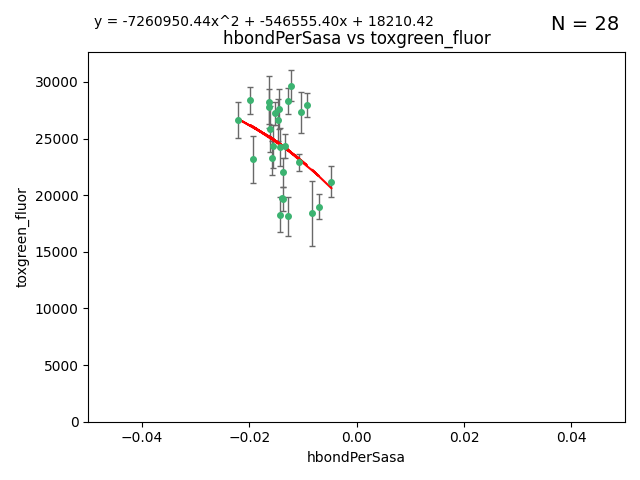 y = -7260950.44x^2 + -546555.40x + 18210.42
N = 28
hbondPerSasa vs toxgreen_fluor
30000
25000
20000
15000
10000
5000
0
toxgreen_fluor
−0.04
−0.02
0.00
0.02
0.04
hbondPerSasa